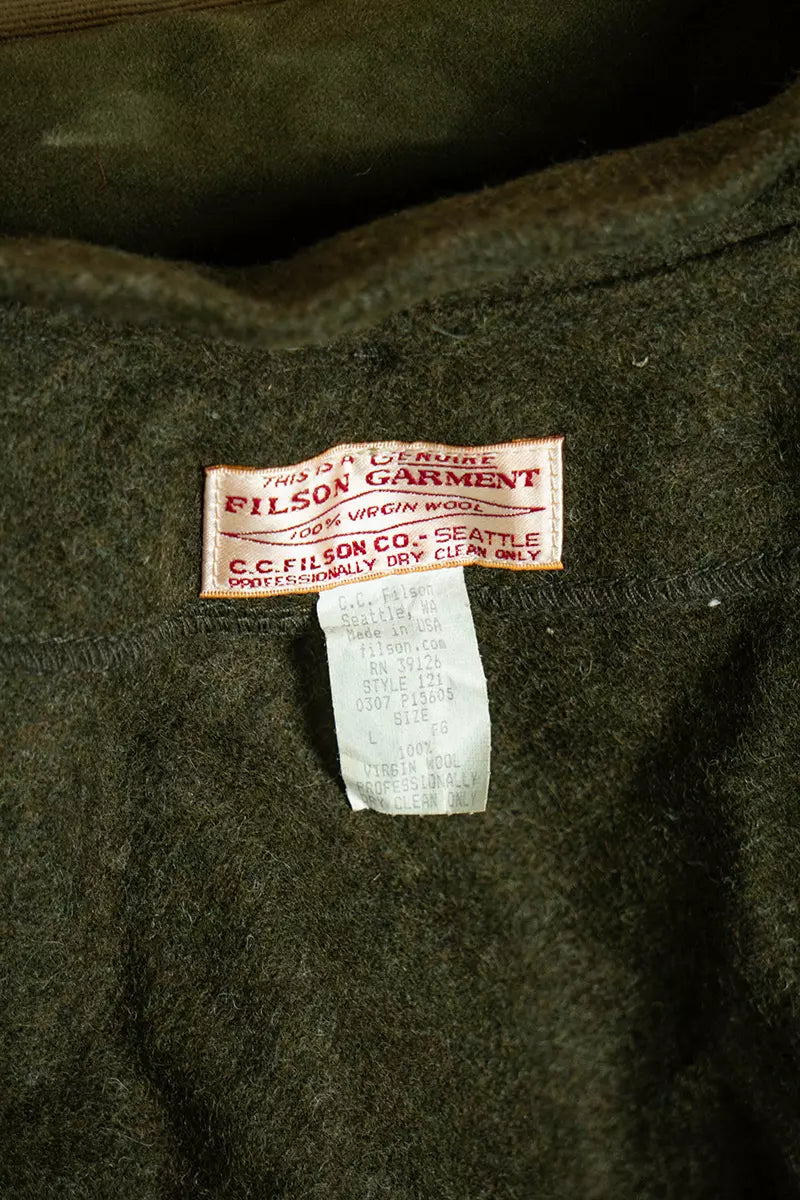 THIS IS A GENUINE
FILSON GARMENT
100% VIRGIN WOOL
C.C. FILSON CO.- SEATTLE
PROFESSIONALLY DRY CLEAN ONLY
C.C. Filson
Seattle, WA
Made in USA
filson.com
RN 39126
STYLE 121
0307 P15605
SIZE
L FG
100%
VIRGIN WOOL
PROFESSIONALLY
DRY CLEAN ONLY